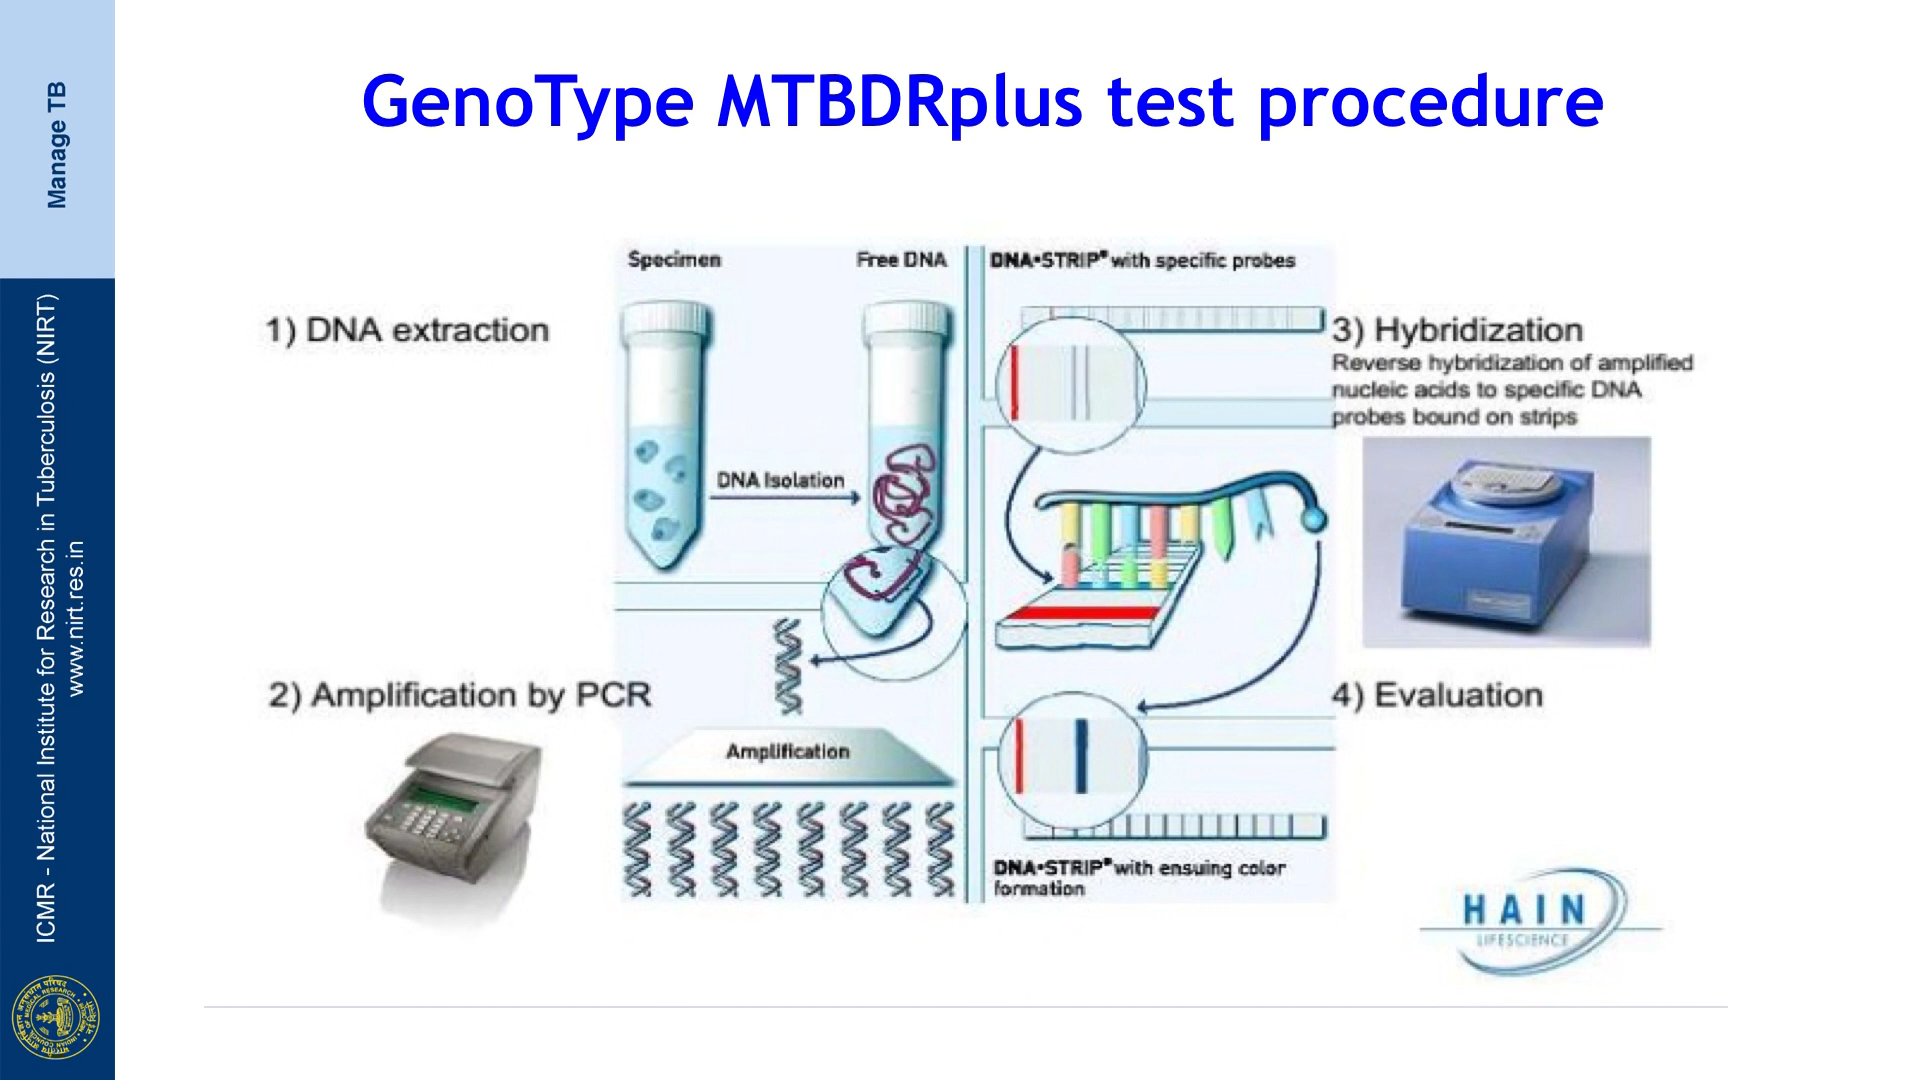 GenoType MTBDRplus test procedure
Manage TB
ICMR - National Institute for Research in Tuberculosis (NIRT)
www.nirt.res.in
1) DNA extraction
Specimen
Free DNA
DNA Isolation
2) Amplification by PCR
Amplification
DNA•STRIP® with specific probes
3) Hybridization
Reverse hybridization of amplified
nucleic acids to specific DNA
probes bound on strips
4) Evaluation
DNA•STRIP® with ensuing color
formation
HAIN
LIFESCIENCE